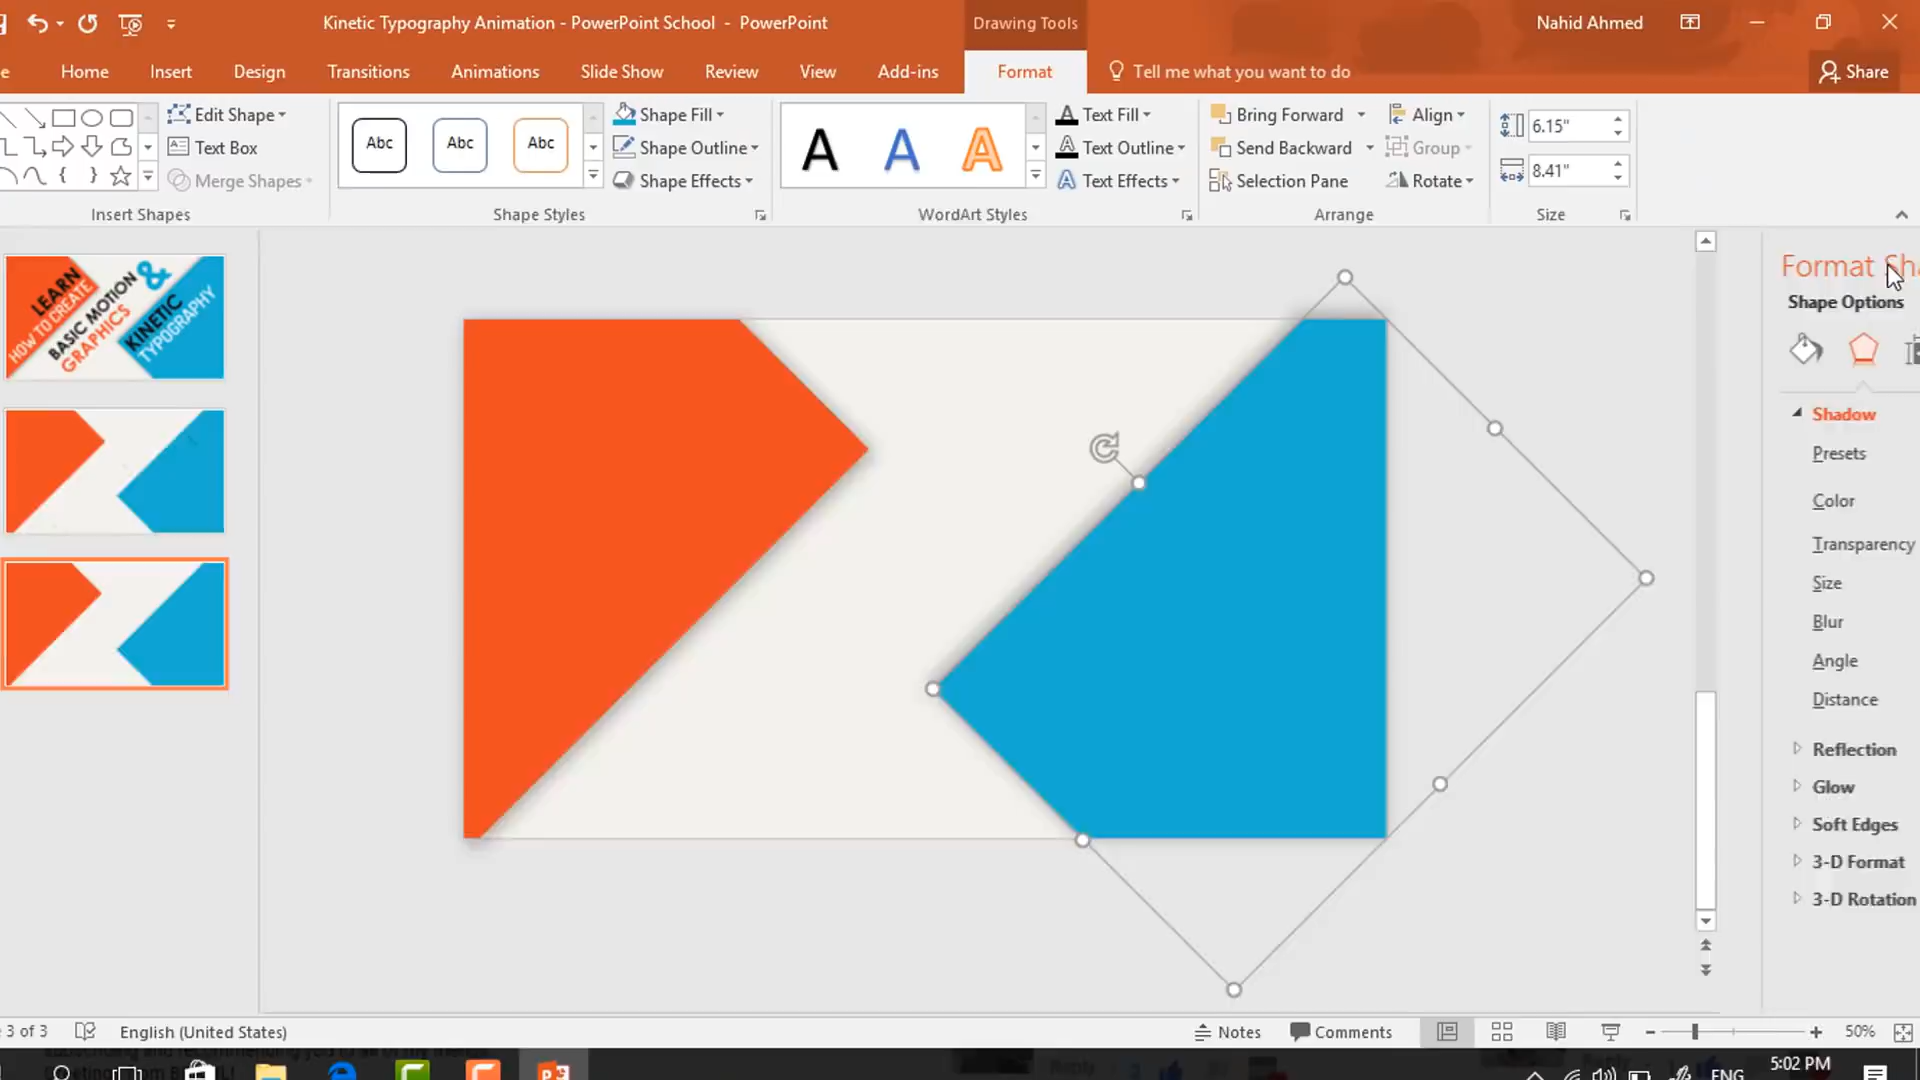 Kinetic Typography Animation - PowerPoint School - PowerPoint
Drawing Tools
Nahid Ahmed
Home
Insert
Design
Transitions
Animations
Slide Show
Review
View
Add-ins
Format
Tell me what you want to do
Share
Edit Shape
Text Box
Merge Shapes
Insert Shapes
Abc
Abc
Abc
Shape Fill
Shape Outline
Shape Effects
Shape Styles
A
A
A
Text Fill
Text Outline
Text Effects
WordArt Styles
Bring Forward
Send Backward
Selection Pane
Align
Group
Rotate
Arrange
6.15"
8.41"
Size
LEARN
HOW TO CREATE
BASIC MOTION
GRAPHICS
&
KINETIC
TYPOGRAPHY
Format Sha
Shape Options
Shadow
Presets
Color
Transparency
Size
Blur
Angle
Distance
Reflection
Glow
Soft Edges
3-D Format
3-D Rotation
3 of 3
English (United States)
Notes
Comments
50%
5:02 PM
ENG